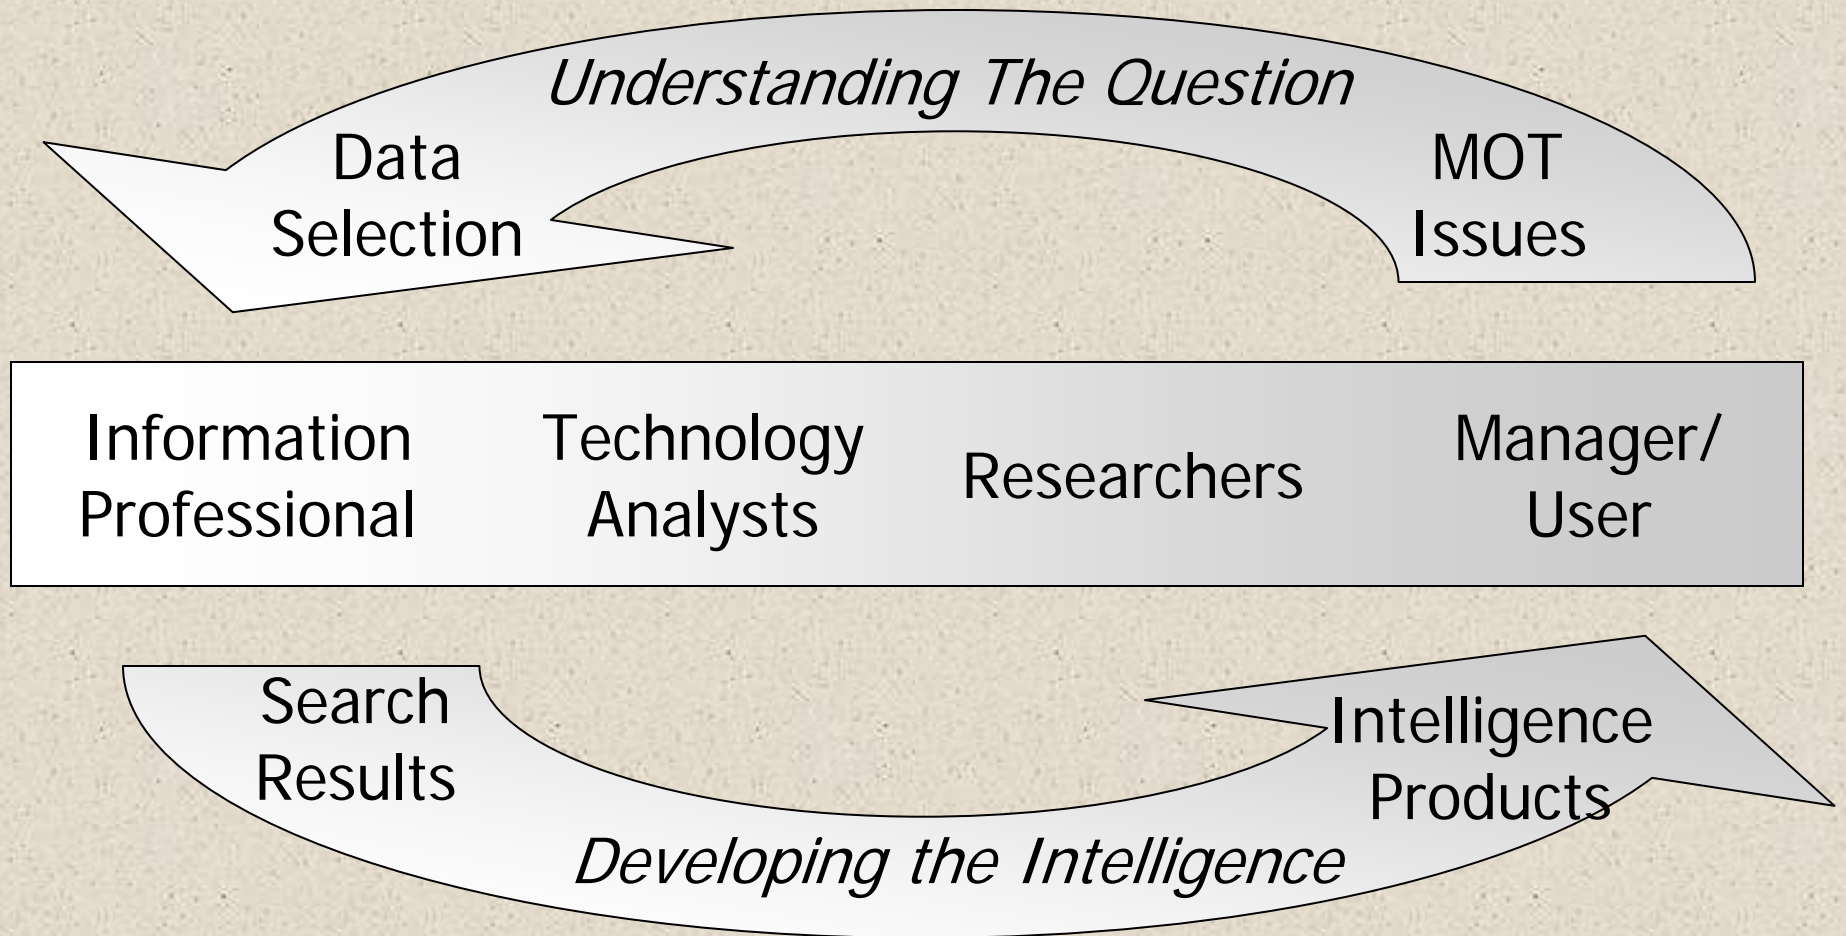 Understanding The Question
Data
Selection
MOT
Issues
Information
Professional
Technology
Analysts
Researchers
Manager/
User
Search
Results
Intelligence
Products
Developing the Intelligence